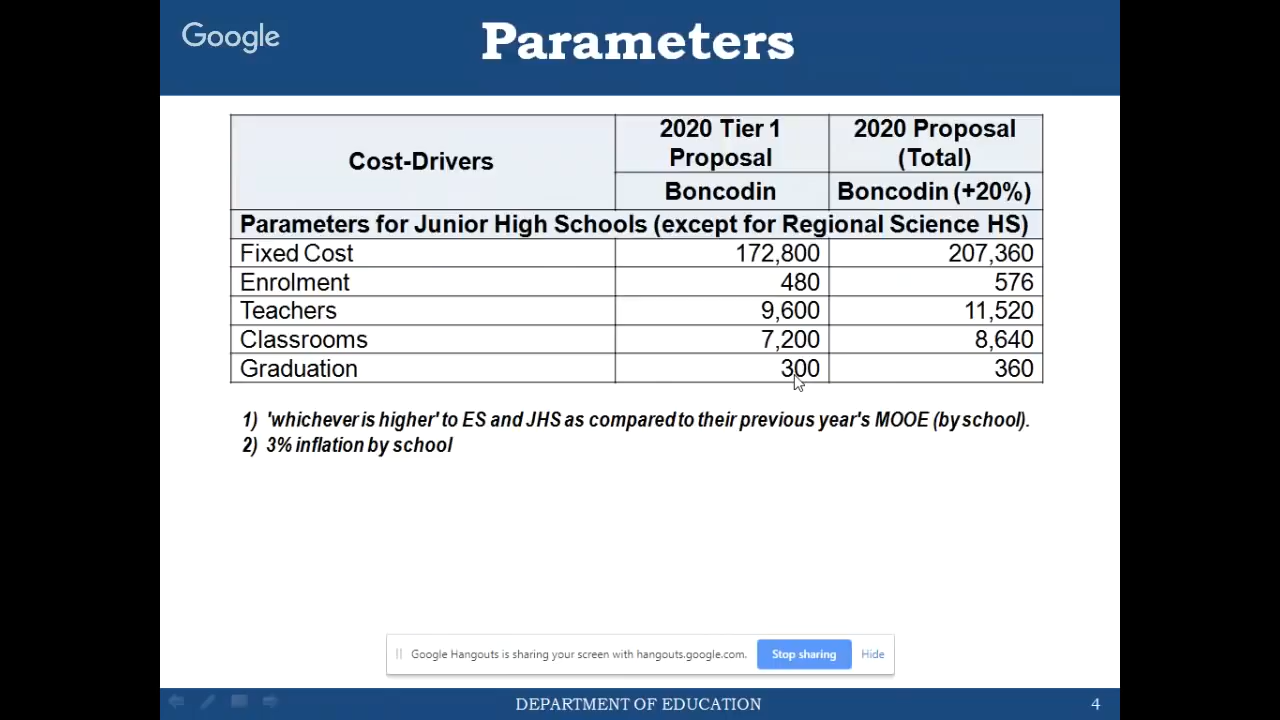 Google
Parameters
Cost-Drivers
2020 Tier 1
Proposal
2020 Proposal
(Total)
Boncodin
Boncodin (+20%)
Parameters for Junior High Schools (except for Regional Science HS)
Fixed Cost 172,800 207,360
Enrolment 480 576
Teachers 9,600 11,520
Classrooms 7,200 8,640
Graduation 300 360
1) 'whichever is higher' to ES and JHS as compared to their previous year's MOOE (by school).
2) 3% inflation by school
Google Hangouts is sharing your screen with hangouts.google.com. Stop sharing Hide
DEPARTMENT OF EDUCATION 4